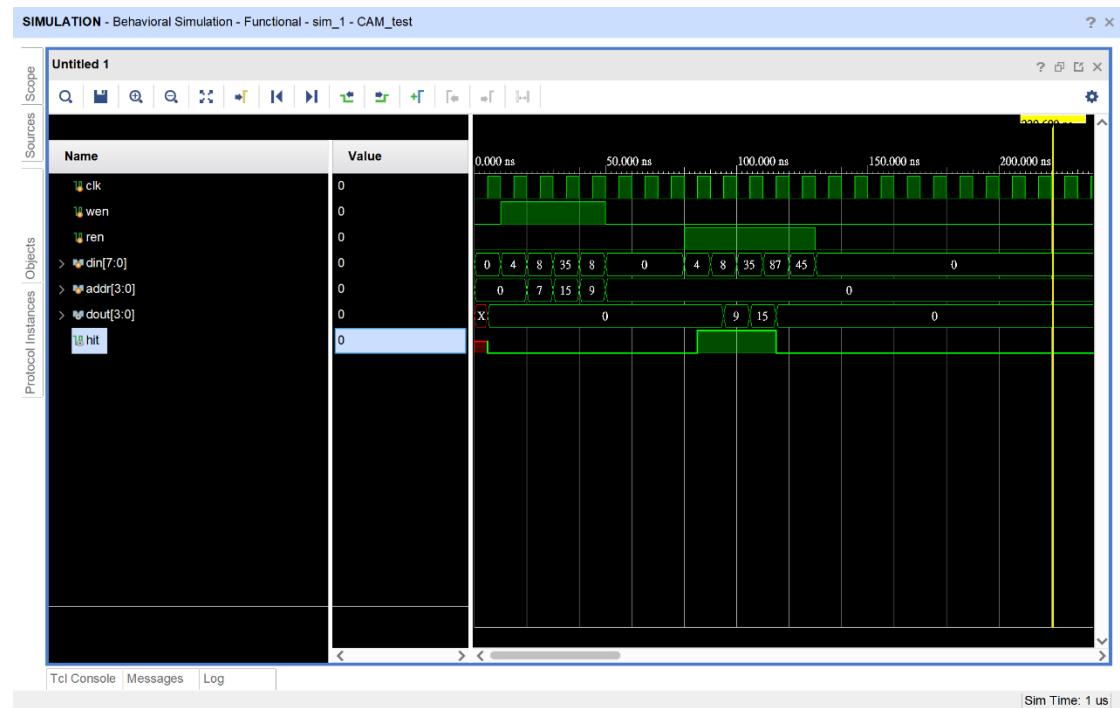 SIMULATION - Behavioral Simulation - Functional - sim_1 - CAM_test
? ×
Scope
Sources
Objects
Protocol Instances
Untitled 1
Name
Value
0.000 ns 50.000 ns 100.000 ns 150.000 ns 200.000 ns
clk 0
wen 0
ren 0
din[7:0] 0 0 4 8 35 8 0 4 8 35 87 45 0
addr[3:0] 0 0 7 15 9 0
dout[3:0] 0 X 0 9 15 0
hit 0
Tcl Console Messages Log
Sim Time: 1 us